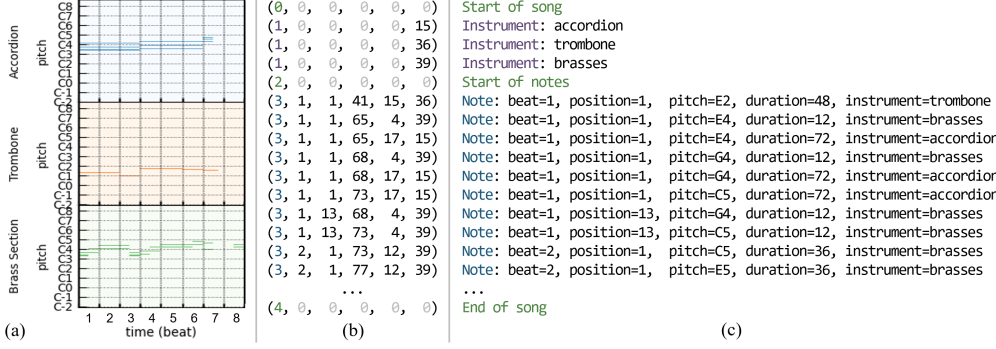 Accordion
pitch
C8
C7
C6
C5
C4
C3
C2
C1
C0
C-1
C-2
Trombone
pitch
C8
C7
C6
C5
C4
C3
C2
C1
C0
C-1
C-2
Brass Section
pitch
C8
C7
C6
C5
C4
C3
C2
C1
C0
C-1
C-2
1 2 3 4 5 6 7 8
time (beat)
(a)
(0, 0, 0, 0, 0, 0)
(1, 0, 0, 0, 0, 15)
(1, 0, 0, 0, 0, 36)
(1, 0, 0, 0, 0, 39)
(2, 0, 0, 0, 0, 0)
(3, 1, 1, 41, 15, 36)
(3, 1, 1, 65, 4, 39)
(3, 1, 1, 65, 17, 15)
(3, 1, 1, 68, 4, 39)
(3, 1, 1, 68, 17, 15)
(3, 1, 1, 73, 17, 15)
(3, 1, 13, 68, 4, 39)
(3, 1, 13, 73, 4, 39)
(3, 2, 1, 73, 12, 39)
(3, 2, 1, 77, 12, 39)
...
(4, 0, 0, 0, 0, 0)
(b)
Start of song
Instrument: accordion
Instrument: trombone
Instrument: brasses
Start of notes
Note: beat=1, position=1, pitch=E2, duration=48, instrument=trombone
Note: beat=1, position=1, pitch=E4, duration=12, instrument=brasses
Note: beat=1, position=1, pitch=E4, duration=72, instrument=accordion
Note: beat=1, position=1, pitch=G4, duration=12, instrument=brasses
Note: beat=1, position=1, pitch=G4, duration=72, instrument=accordion
Note: beat=1, position=1, pitch=C5, duration=72, instrument=accordion
Note: beat=1, position=13, pitch=G4, duration=12, instrument=brasses
Note: beat=1, position=13, pitch=C5, duration=12, instrument=brasses
Note: beat=2, position=1, pitch=C5, duration=36, instrument=brasses
Note: beat=2, position=1, pitch=E5, duration=36, instrument=brasses
...
End of song
(c)